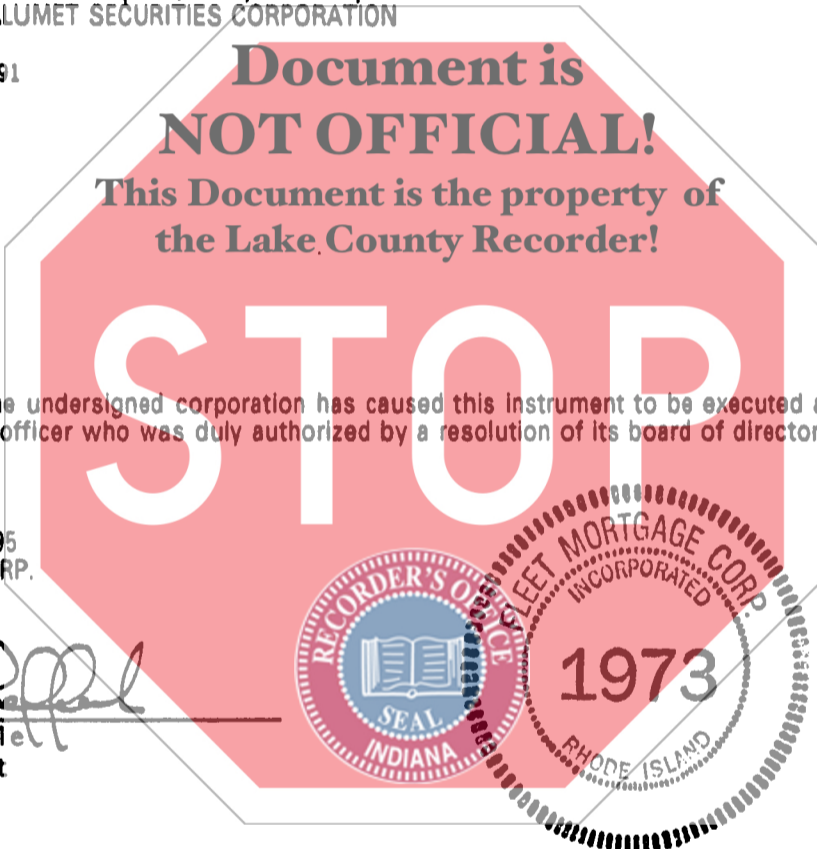 LUMET SECURITIES CORPORATION
91
Document is
NOT OFFICIAL!
This Document is the property of
the Lake County Recorder!
STOP
e undersigned corporation has caused this instrument to be executed a
officer who was duly authorized by a resolution of its board of director
95
RP.
FLEET MORTGAGE CORP.
INCORPORATED
1973
RHODE ISLAND
RECORDER'S OFFICE
SEAL
INDIANA
el
t